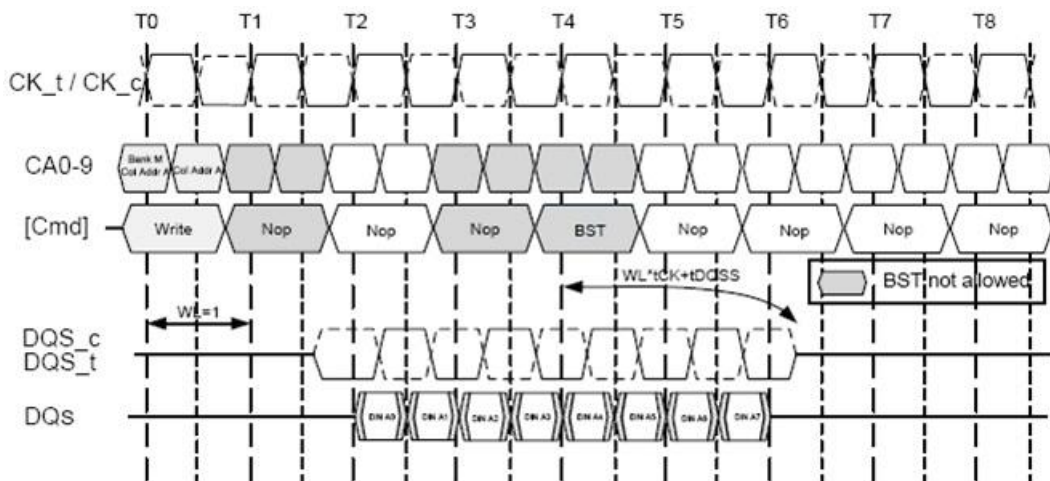 T0 T1 T2 T3 T4 T5 T6 T7 T8
CK_t / CK_c
CA0-9
Bank M
Col Addr A
Col Addr A
[Cmd]
Write Nop Nop Nop BST Nop Nop Nop Nop
WL*tCK+tDQSS
BST not allowed
WL=1
DQS_c
DQS_t
DQs
DIN A0 DIN A1 DIN A2 DIN A3 DIN A4 DIN A5 DIN A6 DIN A7